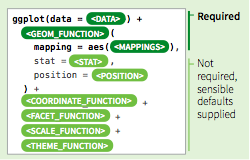 ggplot(data = <DATA>) +
<GEOM_FUNCTION>(
mapping = aes(<MAPPINGS>),
stat = <STAT>,
position = <POSITION>
) +
<COORDINATE_FUNCTION> +
<FACET_FUNCTION> +
<SCALE_FUNCTION> +
<THEME_FUNCTION>
Required
Not
required,
sensible
defaults
supplied